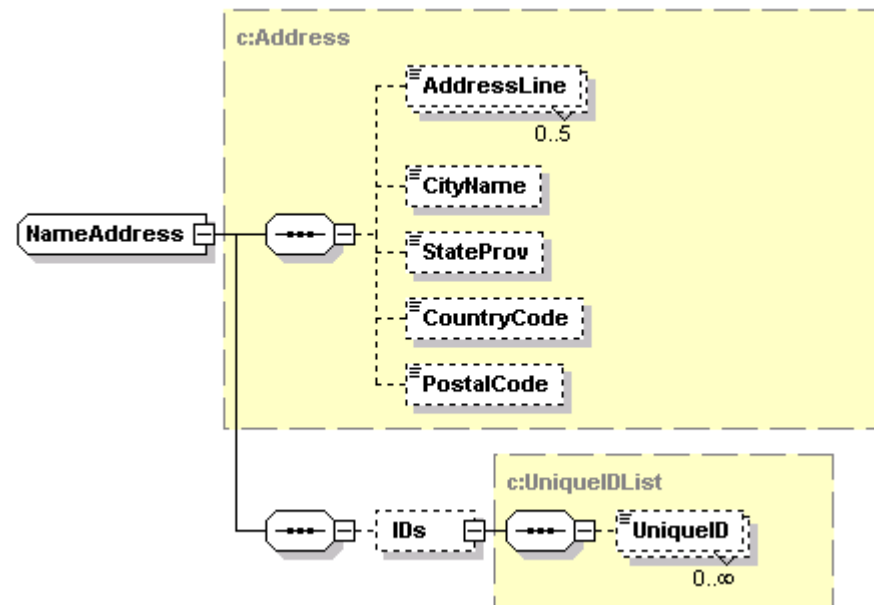 c:Address
AddressLine
0..5
CityName
NameAddress
StateProv
CountryCode
PostalCode
c:UniqueIDList
IDs
UniqueID
0..∞